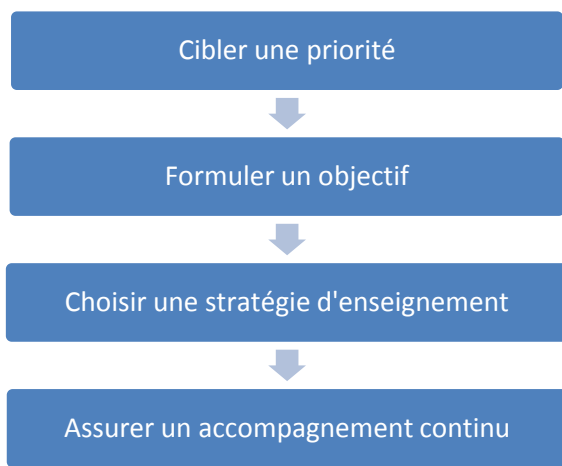 Cibler une priorité
Formuler un objectif
Choisir une stratégie d'enseignement
Assurer un accompagnement continu